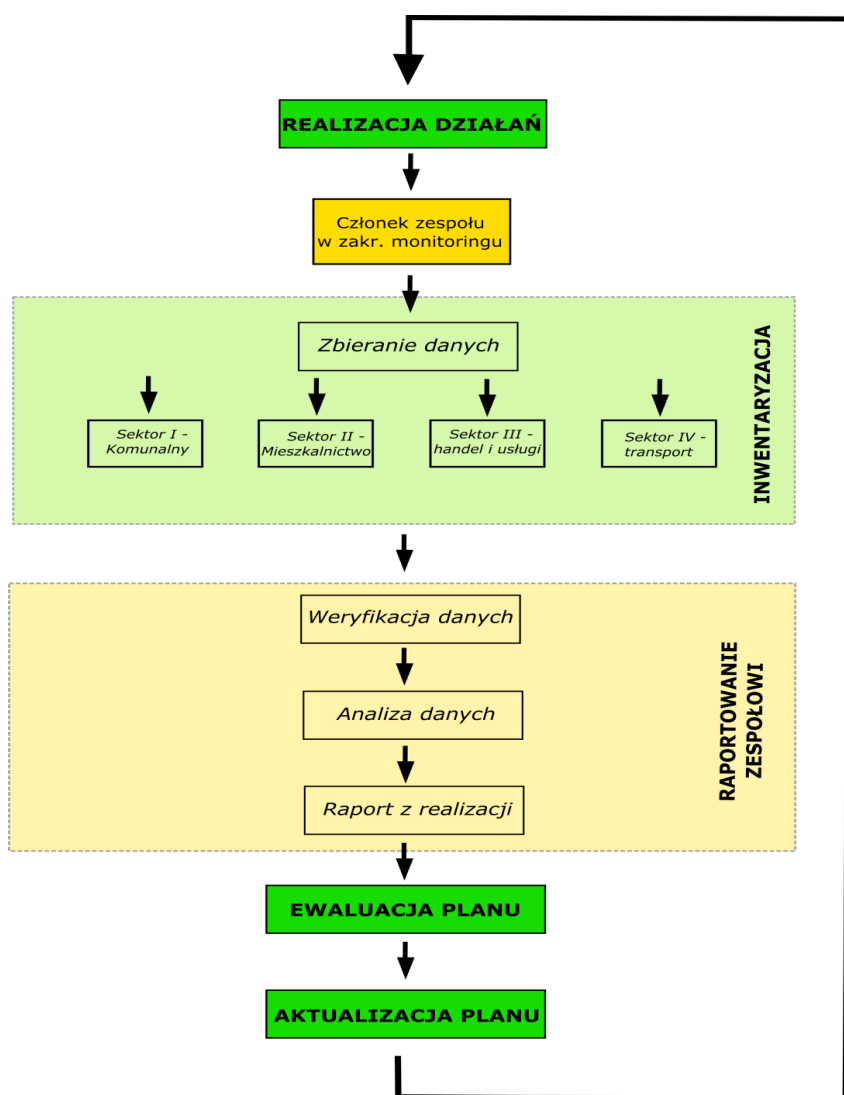 REALIZACJA DZIAŁAŃ
Członek zespołu
w zakr. monitoringu
INWENTARYZACJA
Zbieranie danych
Sektor I -
Komunalny
Sektor II -
Mieszkalnictwo
Sektor III -
handel i usługi
Sektor IV -
transport
RAPORTOWANIE
ZESPOŁOWI
Weryfikacja danych
Analiza danych
Raport z realizacji
EWALUACJA PLANU
AKTUALIZACJA PLANU